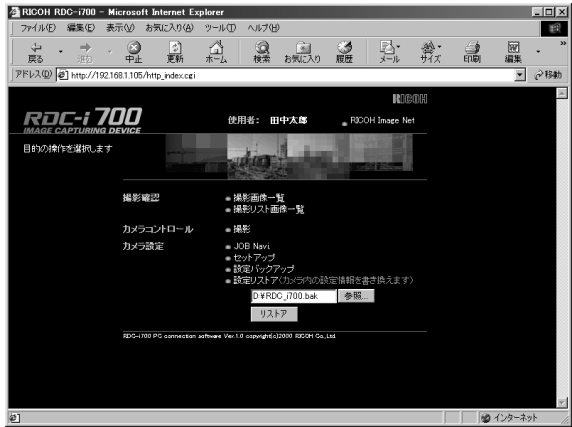 RICOH RDC-i700 - Microsoft Internet Explorer
ファイル(F) 編集(E) 表示(V) お気に入り(A) ツール(T) ヘルプ(H)
戻る 進む 中止 更新 ホーム 検索 お気に入り 履歴 メール サイズ 印刷 編集 »
アドレス(D) http://192.168.1.105/http_index.cgi 移動
RICOH
RDC-i 700
IMAGE CAPTURING DEVICE
使用者: 田中太郎 RICOH Image Net
目的の操作を選択します
撮影確認 撮影画像一覧
撮影リスト画像一覧
カメラコントロール 撮影
カメラ設定 JOB Navi
セットアップ
設定バックアップ
設定リストア(カメラ内の設定情報を書き換えます)
D:¥RDC_i700.bak 参照...
リストア
RDC-i700 PC connection software Ver.1.0 copyright(c)2000 RICOH Co.,Ltd
インターネット